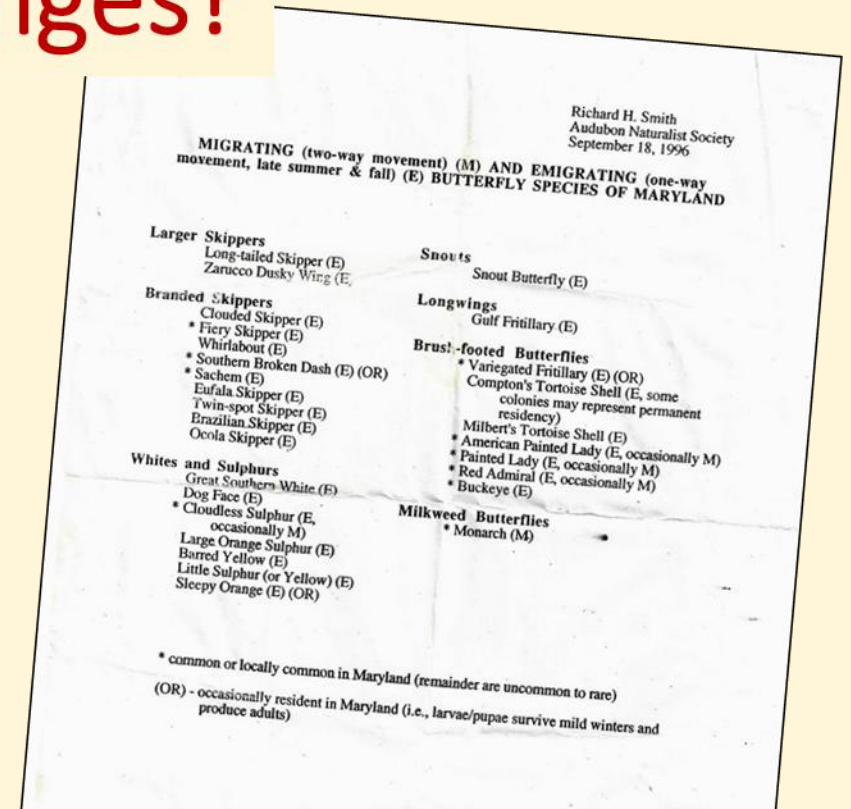 nges?
Richard H. Smith
Audubon Naturalist Society
September 18, 1996
MIGRATING (two-way movement) (M) AND EMIGRATING (one-way
movement, late summer & fall) (E) BUTTERFLY SPECIES OF MARYLAND
Larger Skippers
Long-tailed Skipper (E)
Zarucco Dusky Wing (E,
Branded Skippers
Clouded Skipper (E)
* Fiery Skipper (E)
Whirlabout (E)
* Southern Broken Dash (E) (OR)
* Sachem (E)
Eufala Skipper (E)
Twin-spot Skipper (E)
Brazilian Skipper (E)
Ocola Skipper (E)
Whites and Sulphurs
Great Southern White (E)
Dog Face (E)
* Cloudless Sulphur (E,
occasionally M)
Large Orange Sulphur (E)
Barred Yellow (E)
Little Sulphur (or Yellow) (E)
Sleepy Orange (E) (OR)
Snouts
Snout Butterfly (E)
Longwings
Gulf Fritillary (E)
Brush-footed Butterflies
* Variegated Fritillary (E) (OR)
Compton's Tortoise Shell (E, some
colonies may represent permanent
residency)
Milbert's Tortoise Shell (E)
* American Painted Lady (E, occasionally M)
* Painted Lady (E, occasionally M)
* Red Admiral (E, occasionally M)
* Buckeye (E)
Milkweed Butterflies
* Monarch (M)
* common or locally common in Maryland (remainder are uncommon to rare)
(OR) - occasionally resident in Maryland (i.e., larvae/pupae survive mild winters and
produce adults)